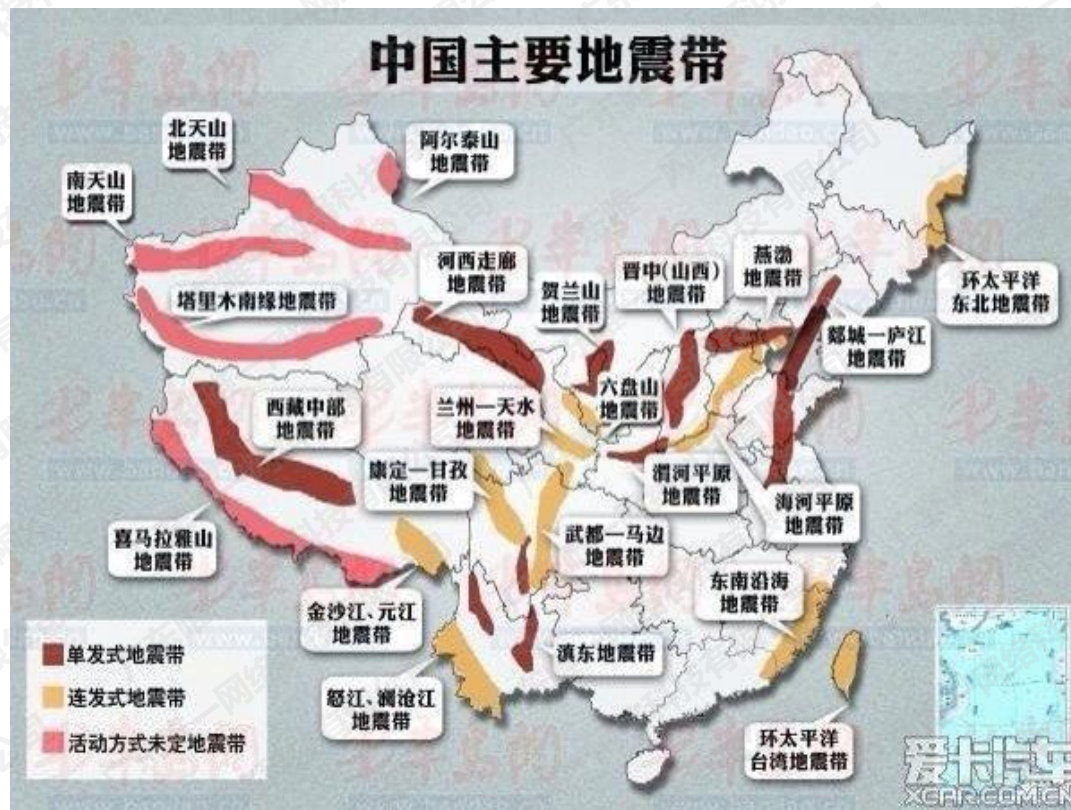 中国主要地震带
北天山
地震带
阿尔泰山
地震带
南天山
地震带
河西走廊
地震带
贺兰山
地震带
晋中(山西)
地震带
燕渤
地震带
环太平洋
东北地震带
塔里木南缘地震带
郯城一庐江
地震带
六盘山
地震带
西藏中部
地震带
兰州一天水
地震带
康定一甘孜
地震带
渭河平原
地震带
海河平原
地震带
喜马拉雅山
地震带
武都一马边
地震带
东南沿海
地震带
金沙江、元江
地震带
滇东地震带
怒江、澜沧江
地震带
环太平洋
台湾地震带
单发式地震带
连发式地震带
活动方式未定地震带
爱卡汽车
XCAR.COM.CN